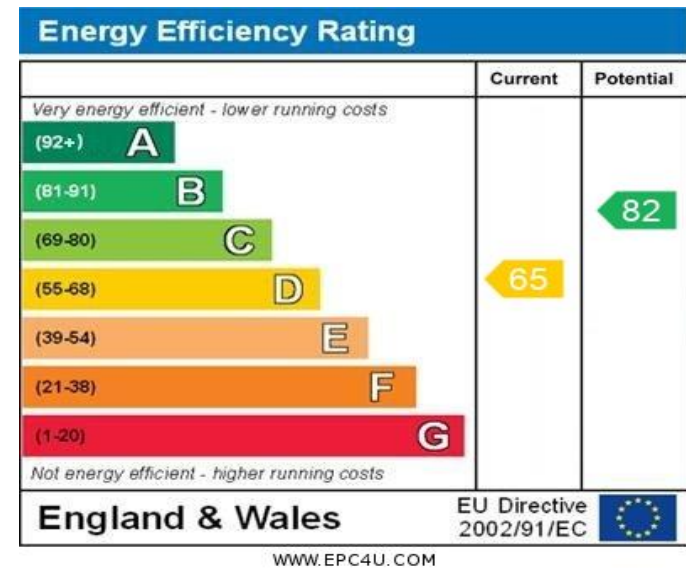 Energy Efficiency Rating
Current Potential
Very energy efficient - lower running costs
(92+) A
(81-91) B
82
(69-80) C
(55-68) D
65
(39-54) E
(21-38) F
(1-20) G
Not energy efficient - higher running costs
England & Wales
EU Directive
2002/91/EC
WWW.EPC4U.COM